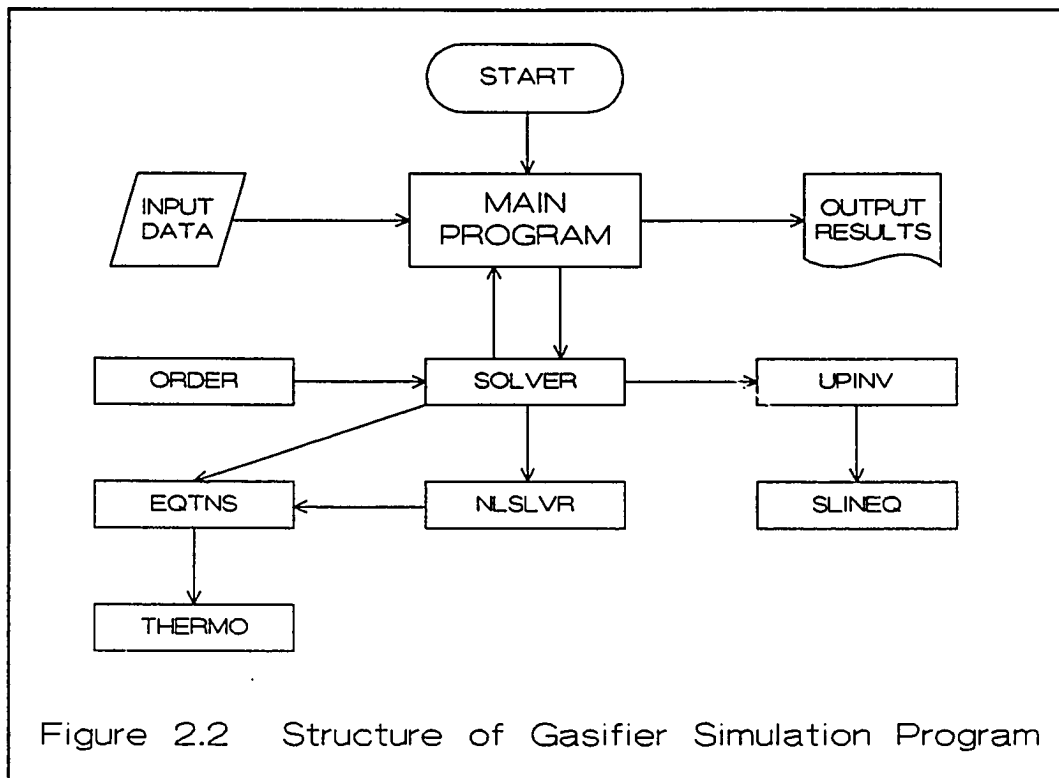 START
INPUT
DATA
MAIN
PROGRAM
OUTPUT
RESULTS
ORDER
SOLVER
UPINV
EQTNS
NLSLVR
SLINEQ
THERMO
Figure 2.2 Structure of Gasifier Simulation Program